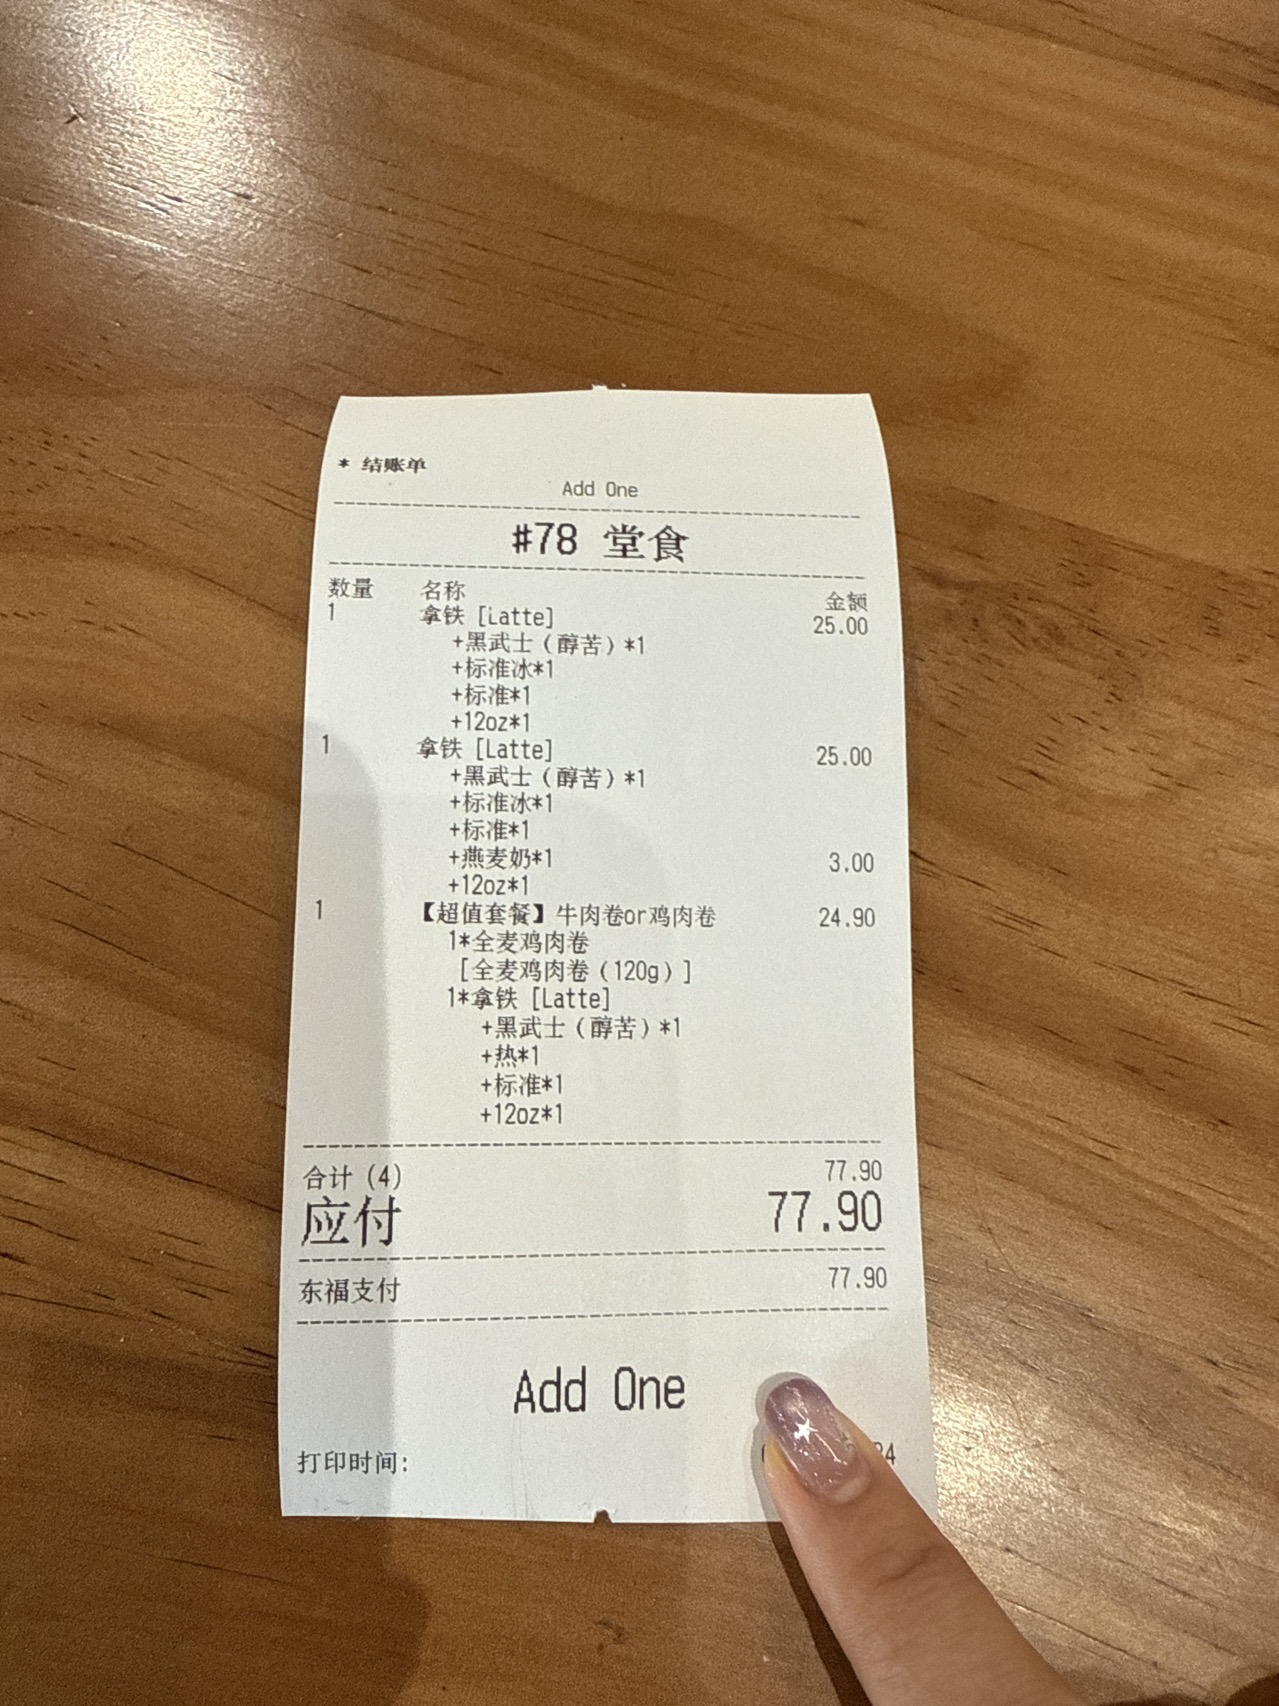 * 结账单
Add One
#78 堂食
数量 名称 金额
1 拿铁 [Latte] 25.00
+黑武士（醇苦）*1
+标准冰*1
+标准*1
+12oz*1
1 拿铁 [Latte] 25.00
+黑武士（醇苦）*1
+标准冰*1
+标准*1
+燕麦奶*1 3.00
+12oz*1
1 【超值套餐】牛肉卷or鸡肉卷 24.90
1*全麦鸡肉卷
[全麦鸡肉卷（120g）]
1*拿铁 [Latte]
+黑武士（醇苦）*1
+热*1
+标准*1
+12oz*1
合计 (4) 77.90
应付 77.90
东福支付 77.90
Add One
打印时间: